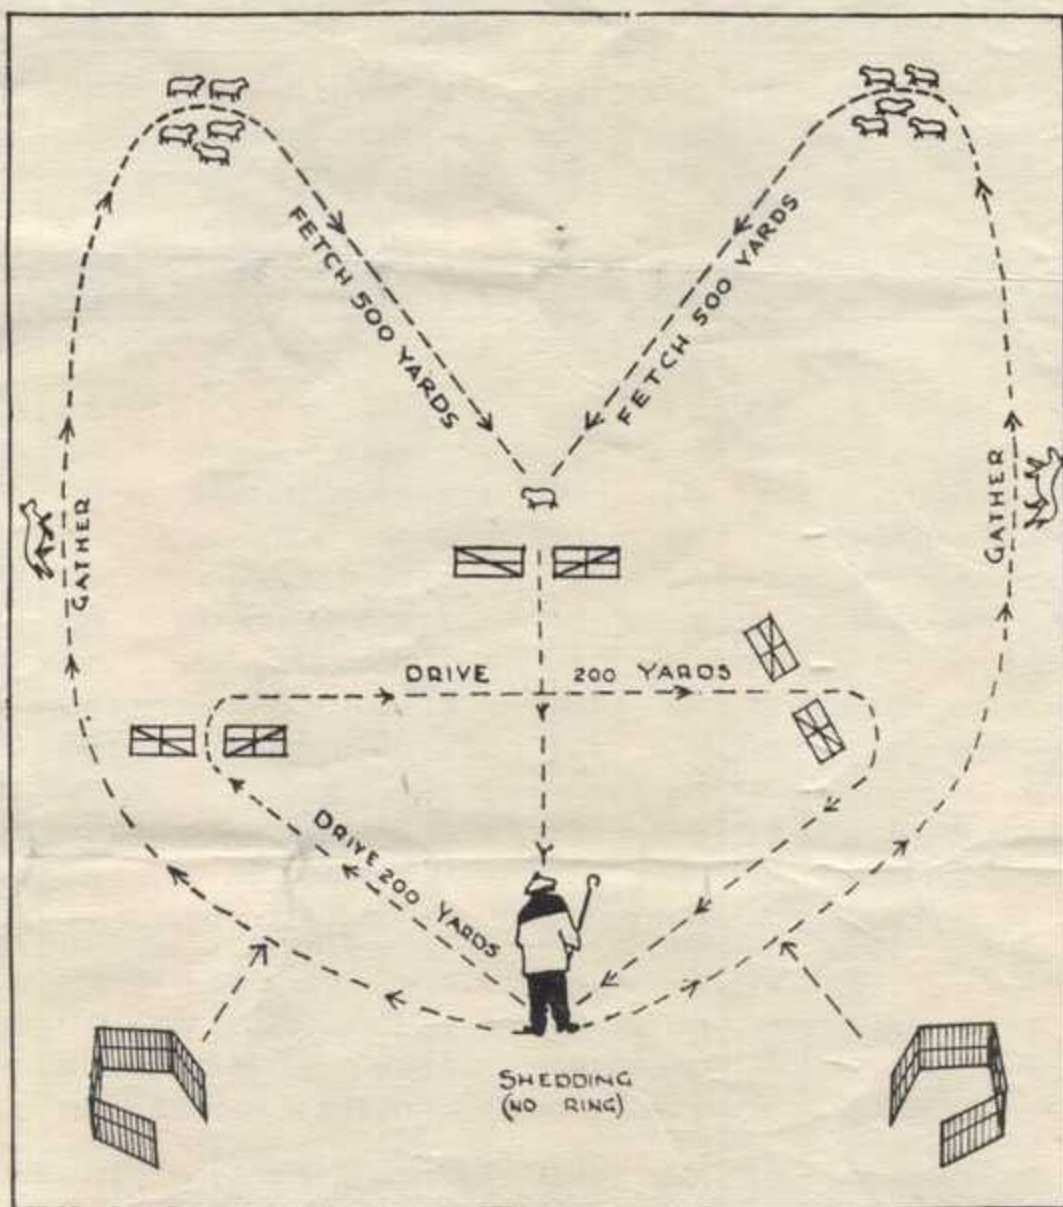 FETCH 500 YARDS
FETCH 500 YARDS
GATHER
GATHER
DRIVE 200 YARDS
DRIVE 200 YARDS
SHEDDING
(NO RING)